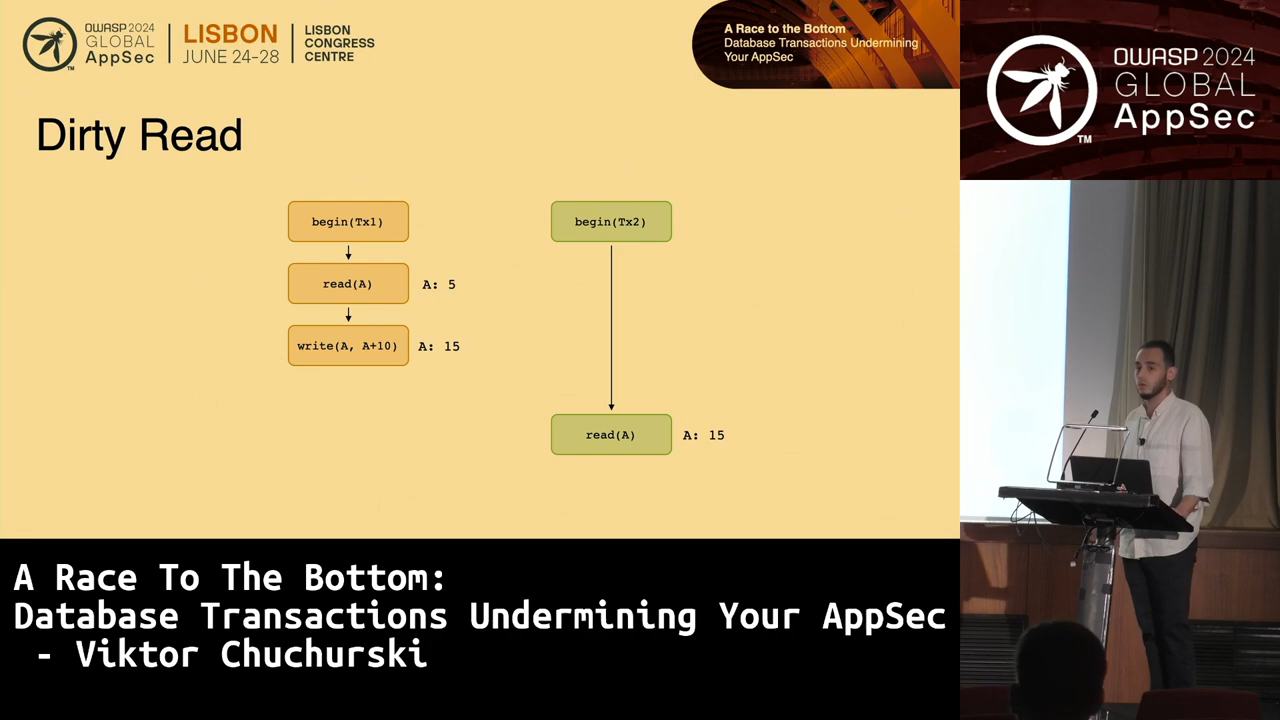 OWASP 2024
GLOBAL
AppSec
TM
LISBON
JUNE 24-28
LISBON
CONGRESS
CENTRE
A Race to the Bottom
Database Transactions Undermining
Your AppSec
OWASP 2024
GLOBAL
AppSec
TM
Dirty Read
begin(Tx1)
begin(Tx2)
read(A)
A: 5
write(A, A+10)
A: 15
read(A)
A: 15
A Race To The Bottom:
Database Transactions Undermining Your AppSec
- Viktor Chuchurski